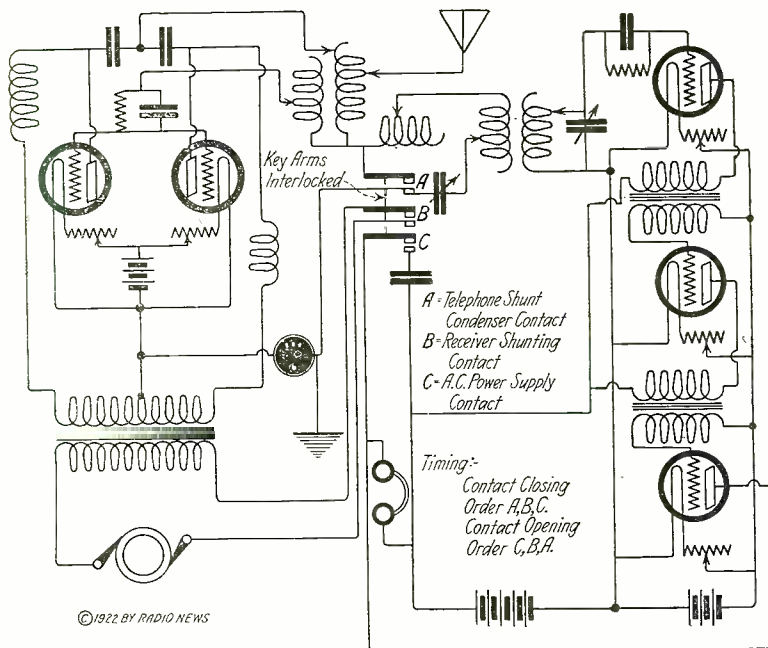 Key Arms
Interlocked
A
B
C
A=Telephone Shunt
Condenser Contact
B=Receiver Shunting
Contact
C=A.C. Power Supply
Contact
Timing:-
Contact Closing
Order A,B,C.
Contact Opening
Order C,B,A.
©1922 BY RADIO NEWS